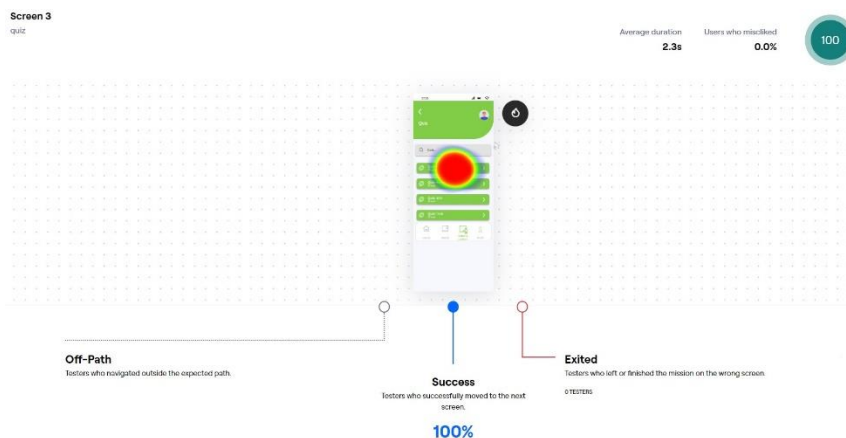 Screen 3
quiz
Average duration
2.3s
Users who misclicked
0.0%
100
Quiz
Off-Path
Testers who navigated outside the expected path.
Success
Testers who successfully moved to the next
screen.
100%
Exited
Testers who left or finished the mission on the wrong screen.
0 TESTERS